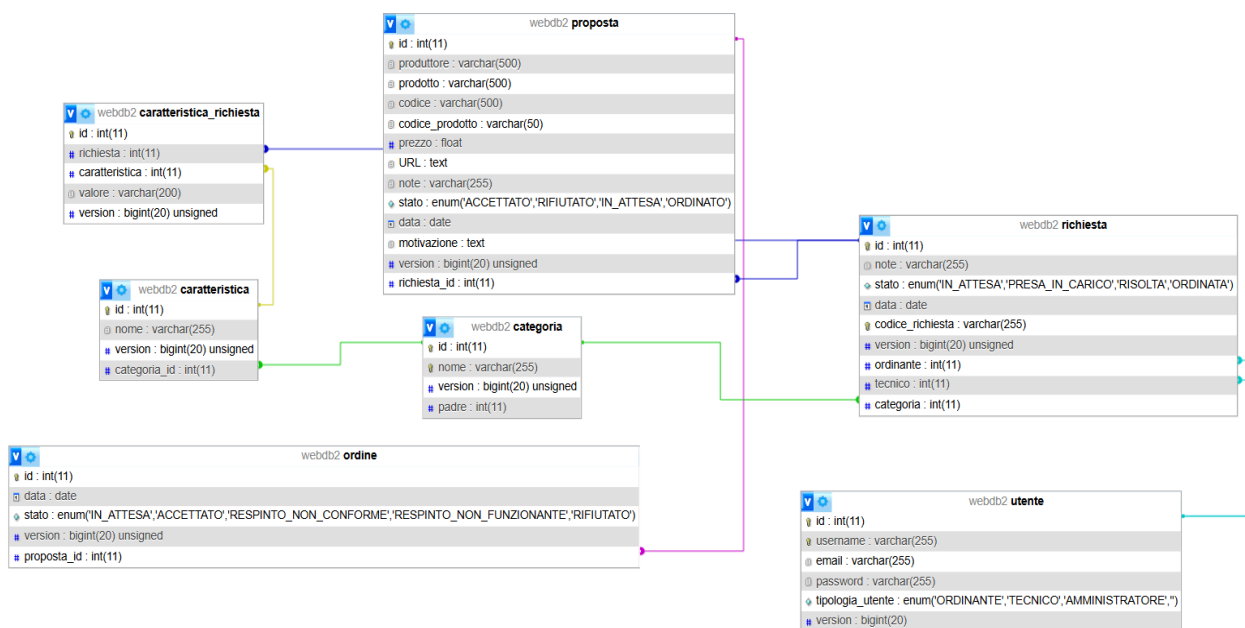 webdb2 proposta
id : int(11)
produttore : varchar(500)
prodotto : varchar(500)
codice : varchar(500)
codice_prodotto : varchar(50)
prezzo : float
URL : text
note : varchar(255)
stato : enum('ACCETTATO','RIFIUTATO','IN_ATTESA','ORDINATO')
data : date
motivazione : text
version : bigint(20) unsigned
richiesta_id : int(11)
webdb2 caratteristica_richiesta
id : int(11)
richiesta : int(11)
caratteristica : int(11)
valore : varchar(200)
version : bigint(20) unsigned
webdb2 richiesta
id : int(11)
note : varchar(255)
stato : enum('IN_ATTESA','PRESA_IN_CARICO','RISOLTA','ORDINATA')
data : date
codice_richiesta : varchar(255)
version : bigint(20) unsigned
ordinante : int(11)
tecnico : int(11)
categoria : int(11)
webdb2 caratteristica
id : int(11)
nome : varchar(255)
version : bigint(20) unsigned
categoria_id : int(11)
webdb2 categoria
id : int(11)
nome : varchar(255)
version : bigint(20) unsigned
padre : int(11)
webdb2 ordine
id : int(11)
data : date
stato : enum('IN_ATTESA','ACCETTATO','RESPINTO_NON_CONFORME','RESPINTO_NON_FUNZIONANTE','RIFIUTATO')
version : bigint(20) unsigned
proposta_id : int(11)
webdb2 utente
id : int(11)
username : varchar(255)
email : varchar(255)
password : varchar(255)
tipologia_utente : enum('ORDINANTE','TECNICO','AMMINISTRATORE','')
version : bigint(20)